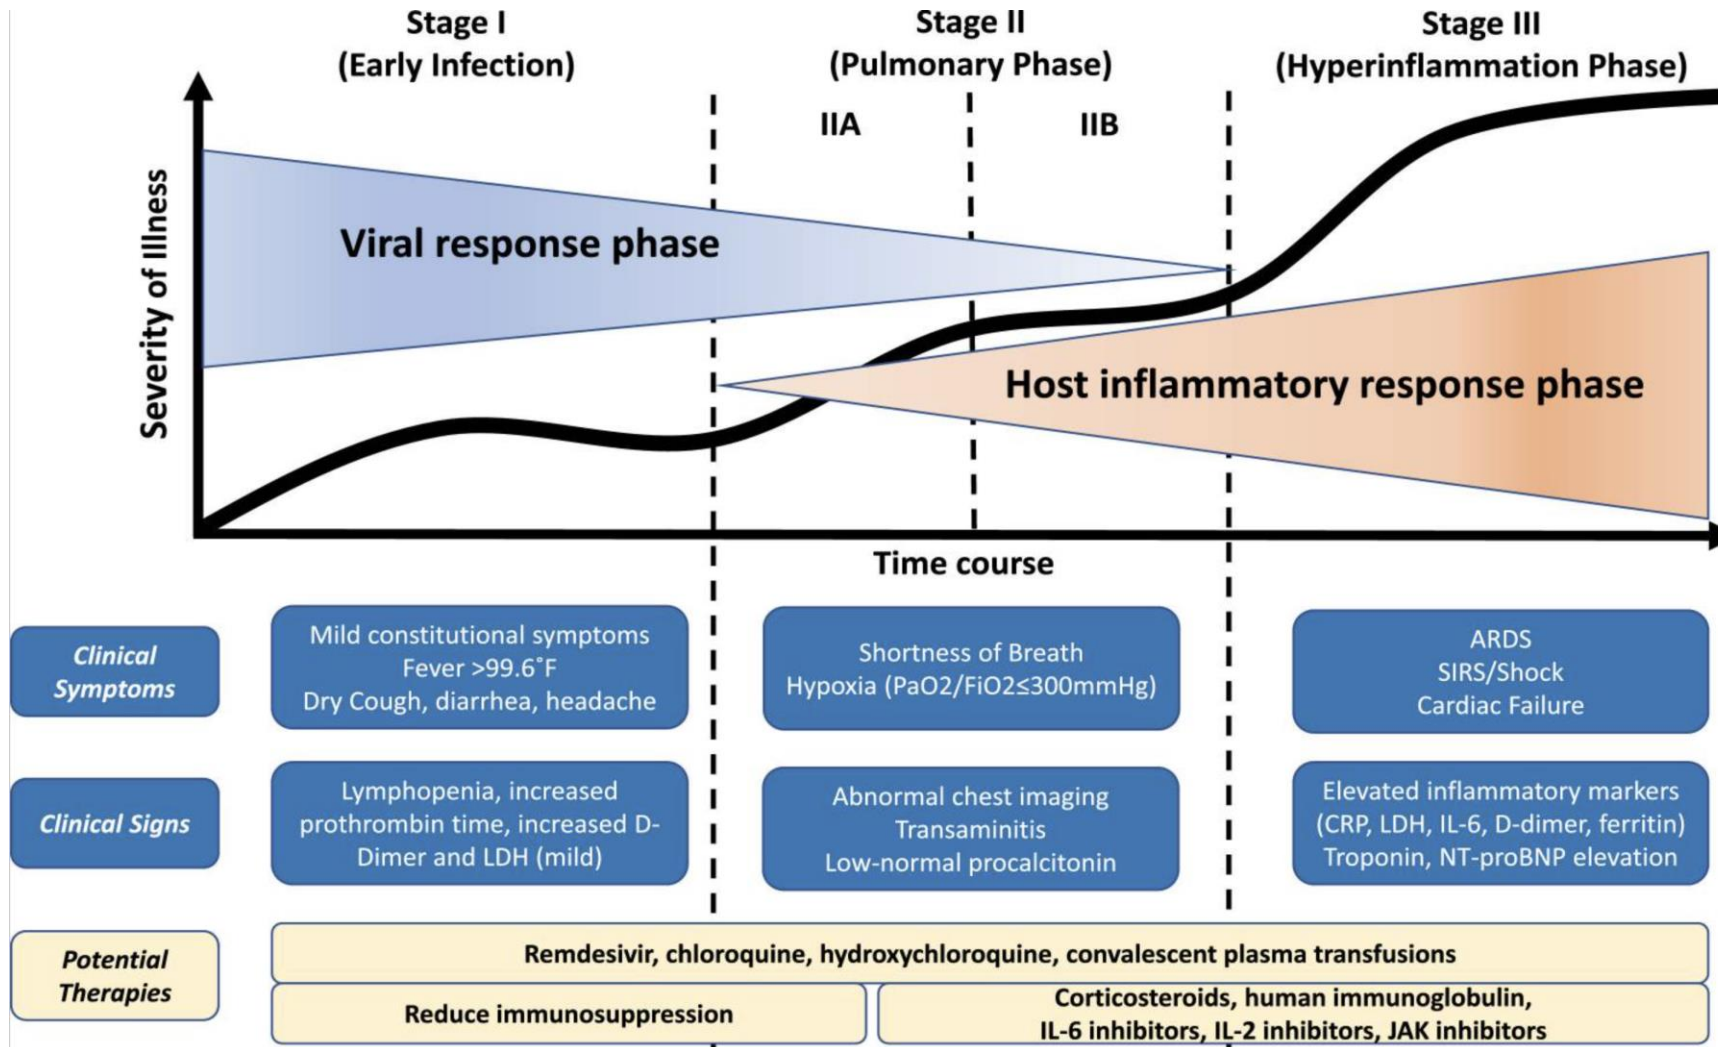 Stage I
(Early Infection)
Stage II
(Pulmonary Phase)
Stage III
(Hyperinflammation Phase)
IIA
IIB
Severity of Illness
Viral response phase
Host inflammatory response phase
Time course
Clinical
Symptoms
Mild constitutional symptoms
Fever >99.6°F
Dry Cough, diarrhea, headache
Shortness of Breath
Hypoxia (PaO2/FiO2≤300mmHg)
ARDS
SIRS/Shock
Cardiac Failure
Clinical Signs
Lymphopenia, increased
prothrombin time, increased D-
Dimer and LDH (mild)
Abnormal chest imaging
Transaminitis
Low-normal procalcitonin
Elevated inflammatory markers
(CRP, LDH, IL-6, D-dimer, ferritin)
Troponin, NT-proBNP elevation
Potential
Therapies
Remdesivir, chloroquine, hydroxychloroquine, convalescent plasma transfusions
Reduce immunosuppression
Corticosteroids, human immunoglobulin,
IL-6 inhibitors, IL-2 inhibitors, JAK inhibitors